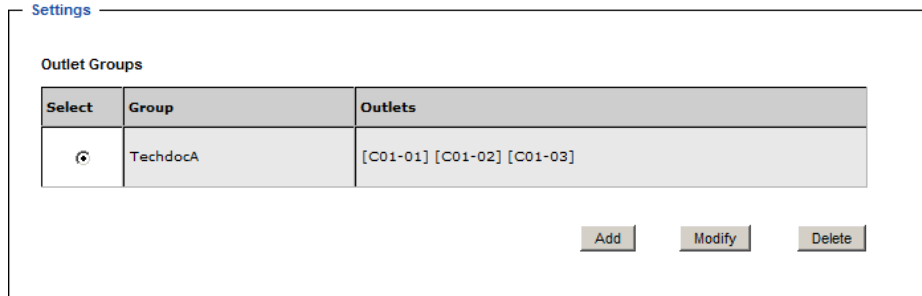 Settings
Outlet Groups
Select Group Outlets
TechdocA [C01-01] [C01-02] [C01-03]
Add Modify Delete